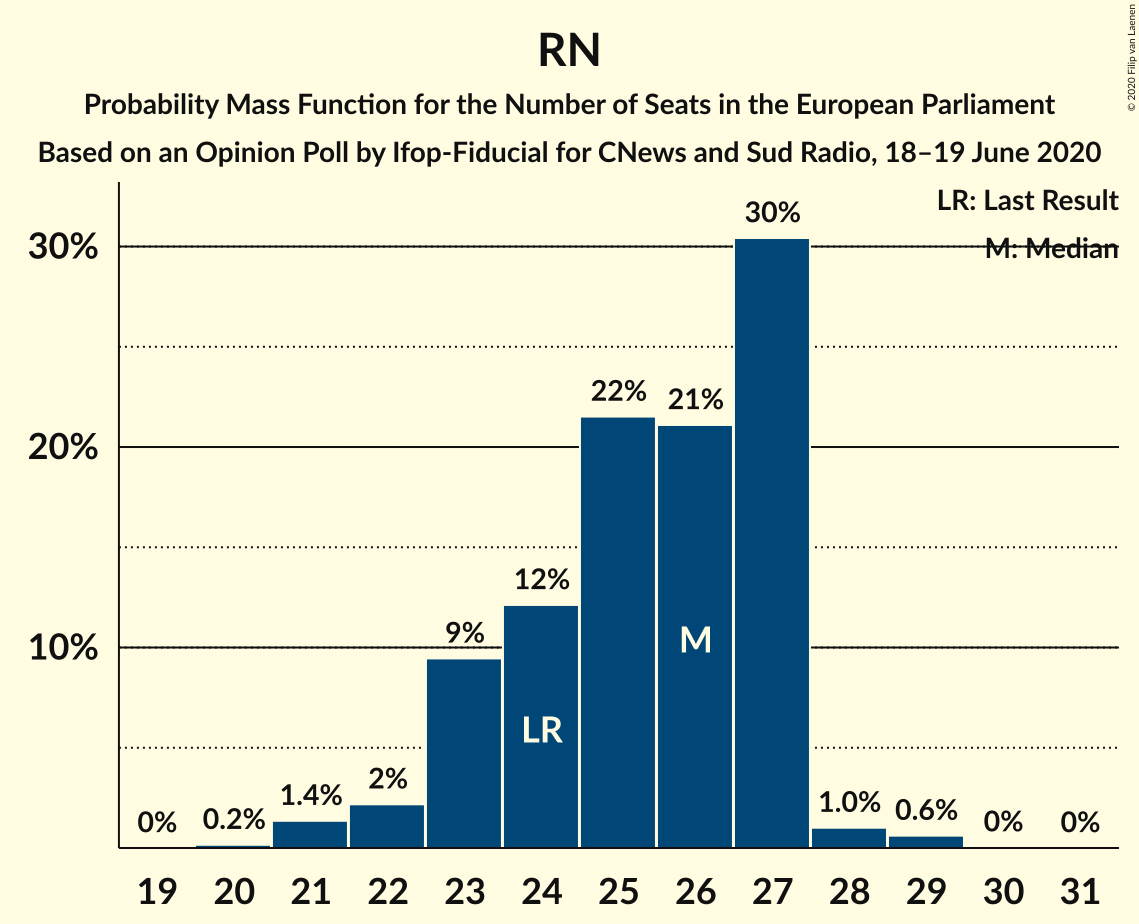 RN
Probability Mass Function for the Number of Seats in the European Parliament
Based on an Opinion Poll by Ifop-Fiducial for CNews and Sud Radio, 18–19 June 2020
© 2020 Filip van Laenen
LR: Last Result
M: Median
30%
20%
10%
0%
0.2%
1.4%
2%
9%
12%
22%
21%
30%
1.0%
0.6%
0%
0%
LR
M
19 20 21 22 23 24 25 26 27 28 29 30 31